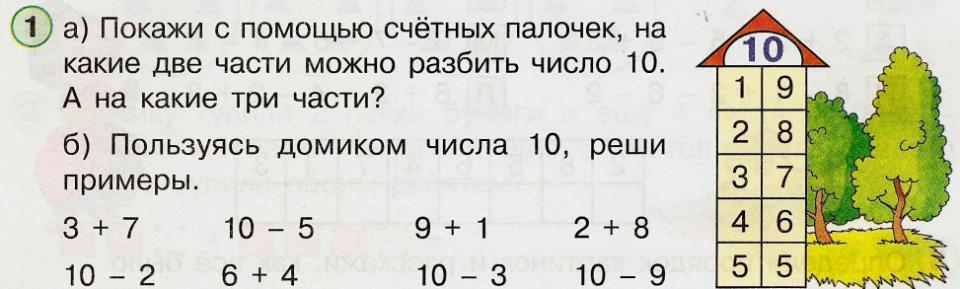 1 а) Покажи с помощью счётных палочек, на
какие две части можно разбить число 10.
А на какие три части?
б) Пользуясь домиком числа 10, реши
примеры.
3 + 7 10 – 5 9 + 1 2 + 8
10 – 2 6 + 4 10 – 3 10 – 9
10
1 9
2 8
3 7
4 6
5 5